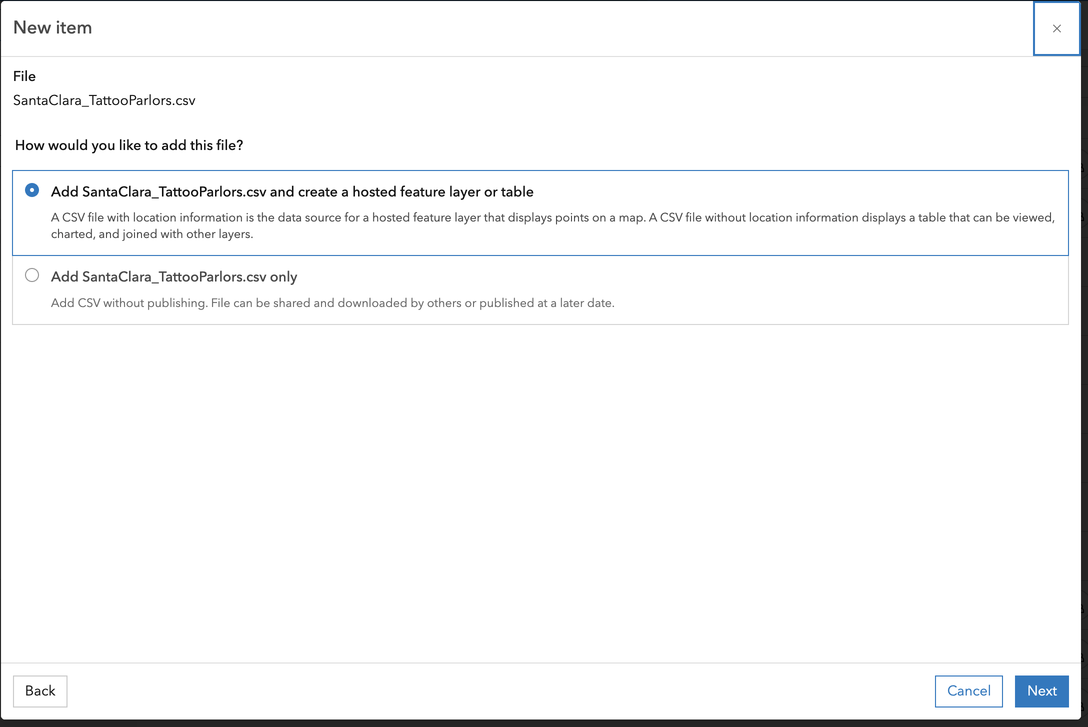 New item
×
File
SantaClara_TattooParlors.csv
How would you like to add this file?
Add SantaClara_TattooParlors.csv and create a hosted feature layer or table
A CSV file with location information is the data source for a hosted feature layer that displays points on a map. A CSV file without location information displays a table that can be viewed,
charted, and joined with other layers.
Add SantaClara_TattooParlors.csv only
Add CSV without publishing. File can be shared and downloaded by others or published at a later date.
Back
Cancel
Next